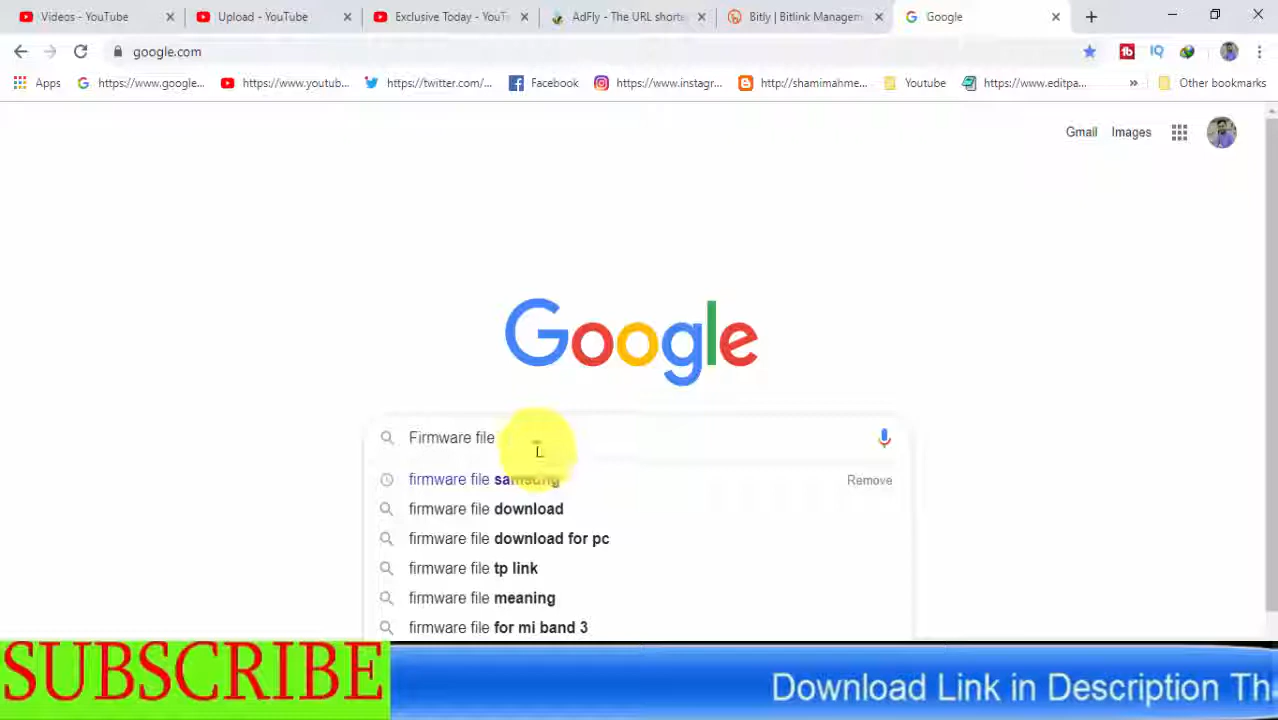 Videos - YouTube
Upload - YouTube
Exclusive Today - YouT
AdFly - The URL shorte
Bitly | Bitlink Managem
Google
google.com
Apps
https://www.google...
https://www.youtub...
https://twitter.com/...
Facebook
https://www.instagr...
http://shamimahme...
Youtube
https://www.editpa...
Other bookmarks
Gmail
Images
Google
Firmware file
firmware file samsung
Remove
firmware file download
firmware file download for pc
firmware file tp link
firmware file meaning
firmware file for mi band 3
SUBSCRIBE
Download Link in Description Th